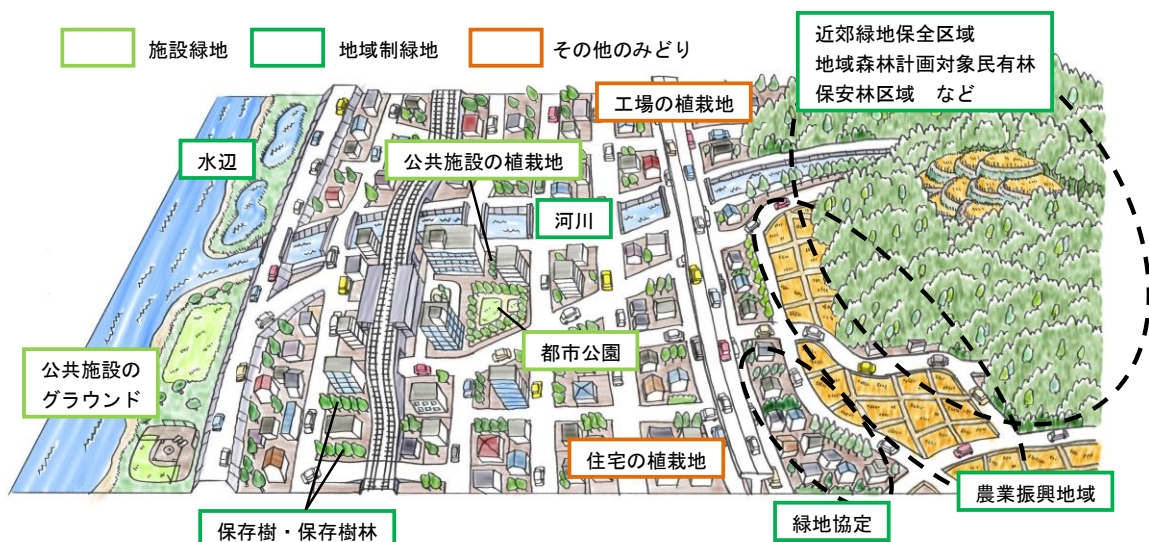 施設緑地
地域制緑地
その他のみどり
近郊緑地保全区域
地域森林計画対象民有林
保安林区域　など
工場の植栽地
水辺
公共施設の植栽地
河川
都市公園
公共施設の
グラウンド
住宅の植栽地
農業振興地域
緑地協定
保存樹・保存樹林